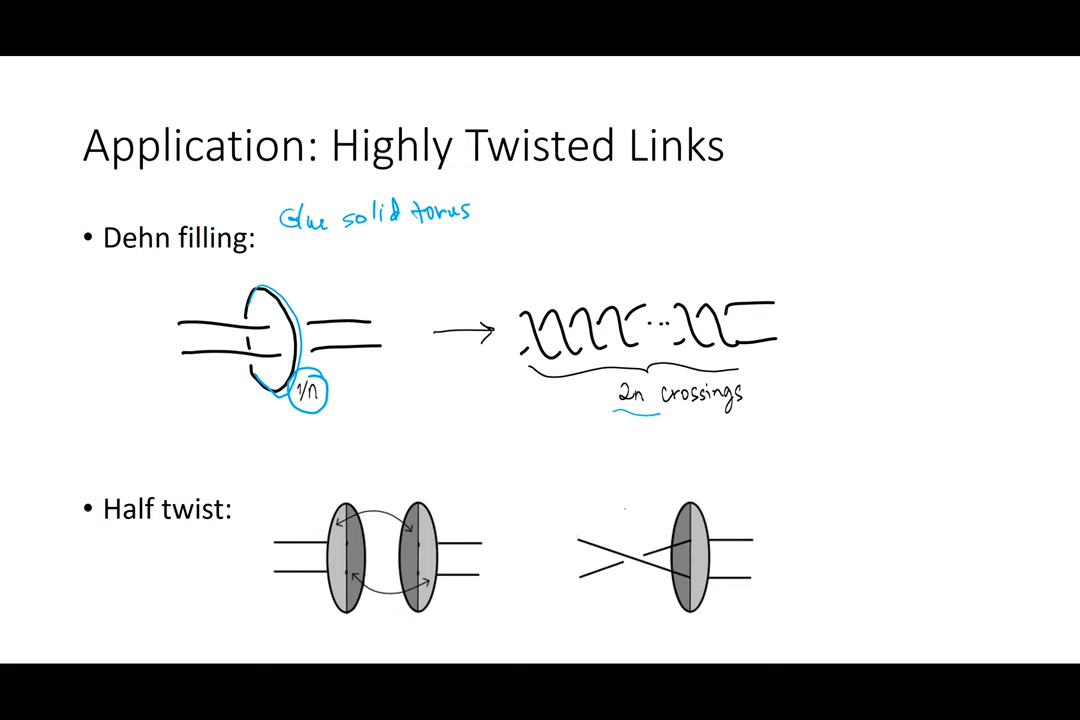 Application: Highly Twisted Links
Glue solid torus
• Dehn filling:
1/n
2n crossings
• Half twist: